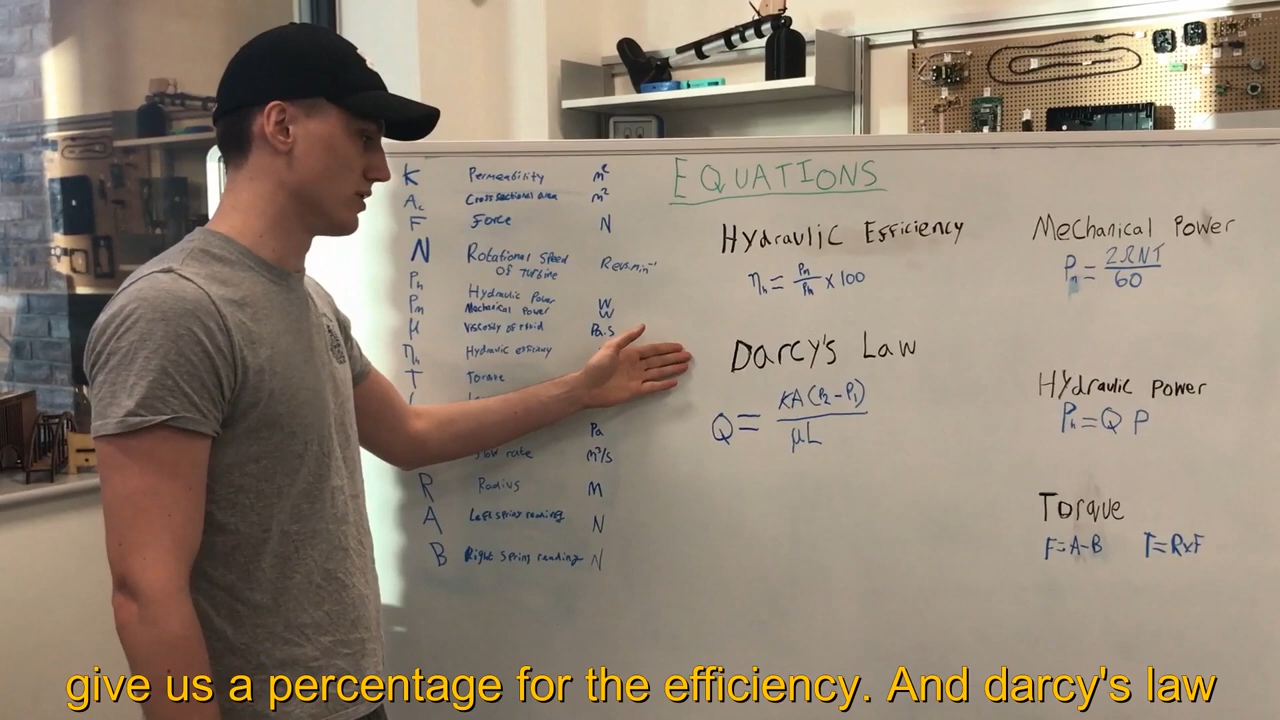 EQUATIONS
K Permeability m²
Ac Cross sectional area m²
F Force N
N Rotational Speed of Turbine Revs.min⁻¹
Ph Hydraulic Power W
Pm Mechanical Power W
μ Viscosity of fluid Pa.s
ηh Hydraulic efficiency
T Torque
Pa
flow rate m³/s
R Radius M
A Left spring reading N
B Right Spring reading N
Hydraulic Efficiency
ηh = Pm/Ph x 100
Darcy's Law
Q = KA(P2-P1)/μL
Mechanical Power
= 2πNT/60
Hydraulic Power
Ph = Q P
Torque
F=A-B T=RxF
give us a percentage for the efficiency. And darcy's law